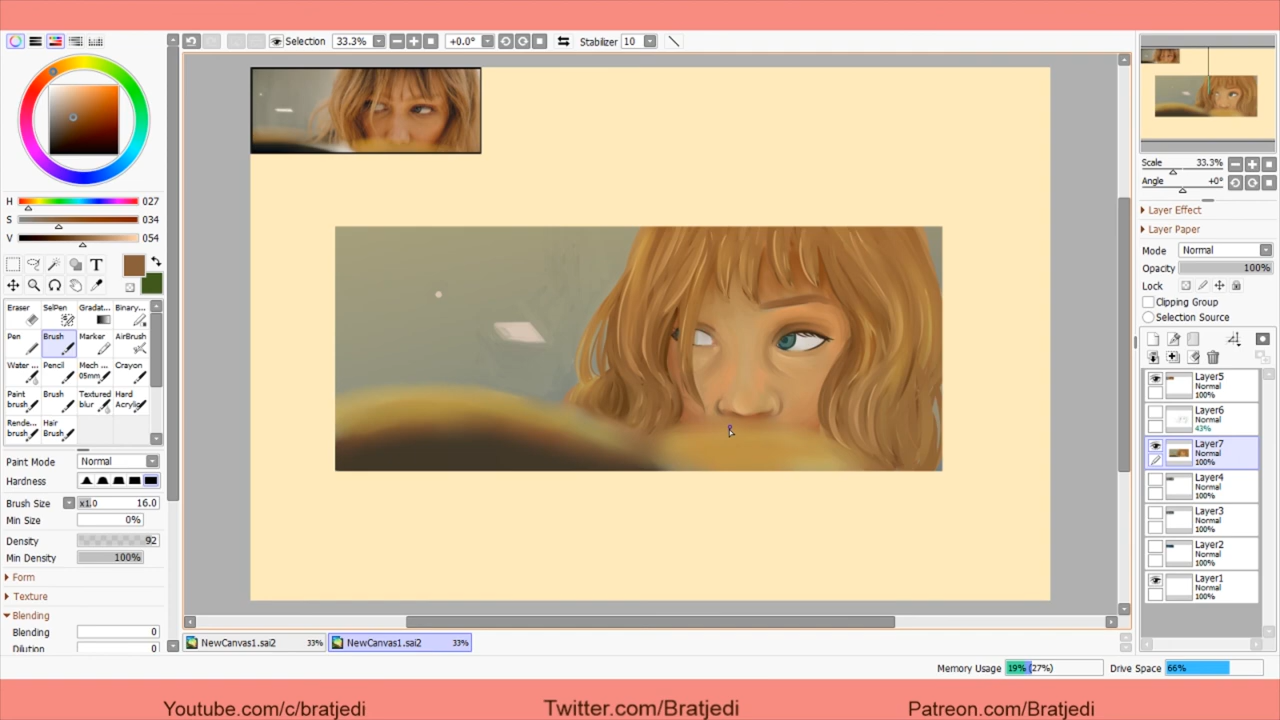 Selection 33.3% +0.0° Stabilizer 10
H 027
S 034
V 054
T
Eraser SelPen Gradat... Binary...
Pen Brush Marker AirBrush
Water ... Pencil Mech ... 05mm Crayon
Paint brush Brush Textured blur Hard Acrylic
Rende... brush Hair Brush
Paint Mode Normal
Hardness
Brush Size x1.0 16.0
Min Size 0%
Density 92
Min Density 100%
Form
Texture
Blending
Blending 0
Dilution 0
NewCanvas1.sai2 33% NewCanvas1.sai2 33%
Scale 33.3%
Angle +0°
Layer Effect
Layer Paper
Mode Normal
Opacity 100%
Lock
Clipping Group
Selection Source
Layer5
Normal
100%
Layer6
Normal
43%
Layer7
Normal
100%
Layer4
Normal
100%
Layer3
Normal
100%
Layer2
Normal
100%
Layer1
Normal
100%
Memory Usage 19% (27%) Drive Space 66%
Youtube.com/c/bratjedi Twitter.com/Bratjedi Patreon.com/Bratjedi